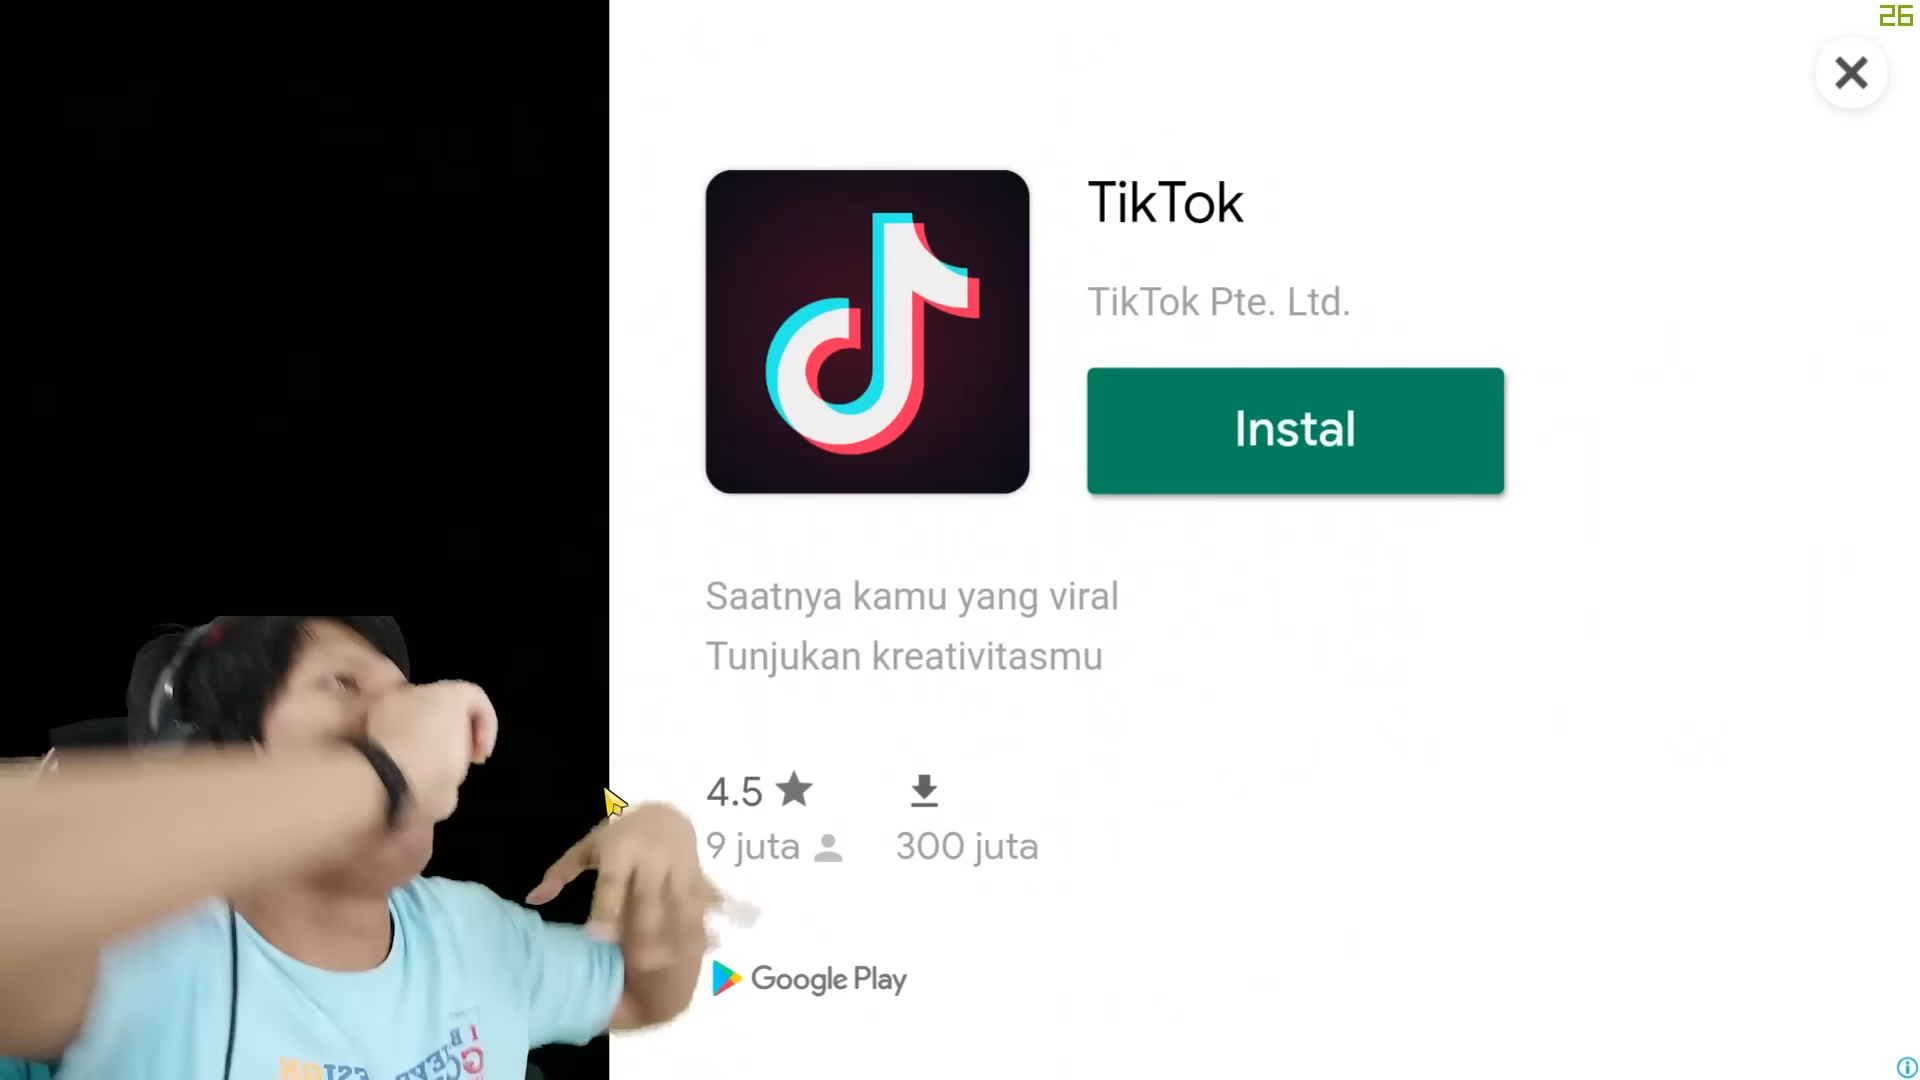 26
TikTok
TikTok Pte. Ltd.
Instal
Saatnya kamu yang viral
Tunjukan kreativitasmu
4.5
9 juta
300 juta
Google Play